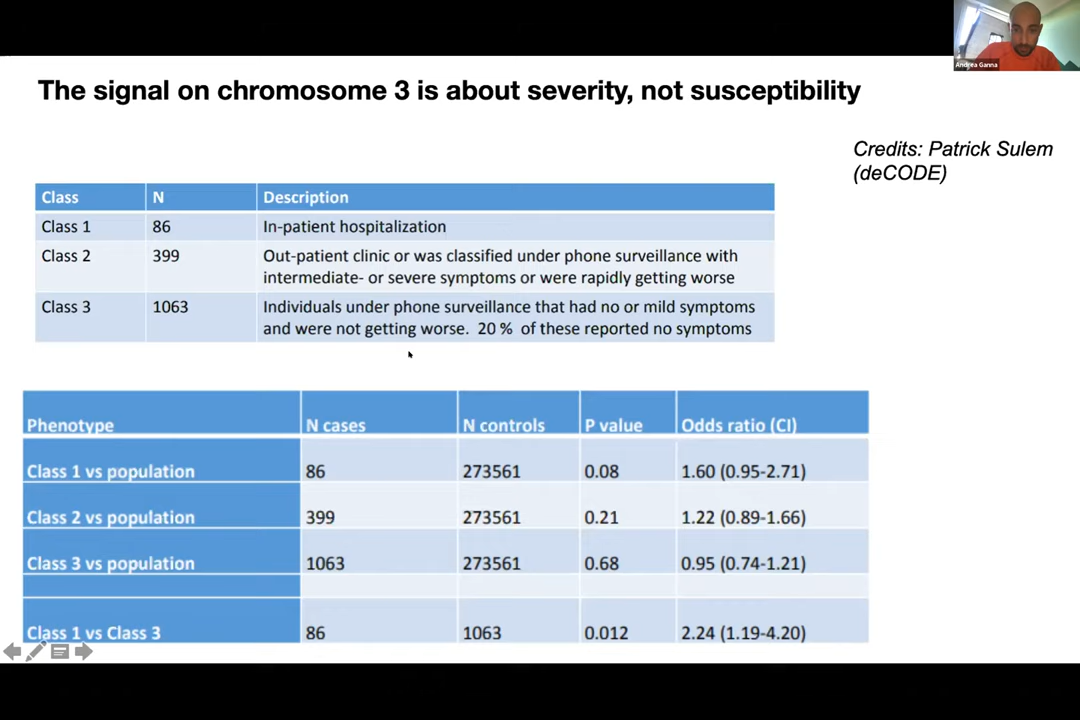 Andrea Ganna
The signal on chromosome 3 is about severity, not susceptibility
Credits: Patrick Sulem
(deCODE)
Class N Description
Class 1 86 In-patient hospitalization
Class 2 399 Out-patient clinic or was classified under phone surveillance with
intermediate- or severe symptoms or were rapidly getting worse
Class 3 1063 Individuals under phone surveillance that had no or mild symptoms
and were not getting worse. 20 % of these reported no symptoms
Phenotype N cases N controls P value Odds ratio (CI)
Class 1 vs population 86 273561 0.08 1.60 (0.95-2.71)
Class 2 vs population 399 273561 0.21 1.22 (0.89-1.66)
Class 3 vs population 1063 273561 0.68 0.95 (0.74-1.21)
Class 1 vs Class 3 86 1063 0.012 2.24 (1.19-4.20)